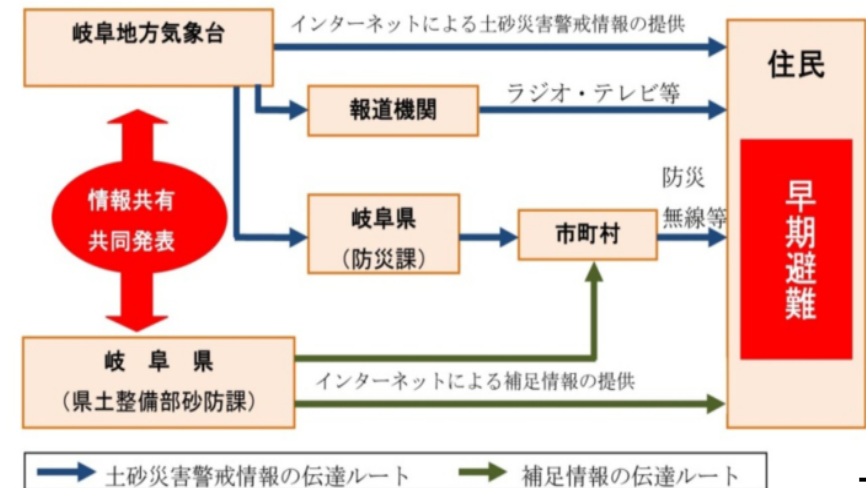 岐阜地方気象台
インターネットによる土砂災害警戒情報の提供
住民
報道機関
ラジオ・テレビ等
情報共有
共同発表
岐阜県
(防災課)
市町村
防災
無線等
早期避難
岐 阜 県
(県土整備部砂防課)
インターネットによる補足情報の提供
土砂災害警戒情報の伝達ルート
補足情報の伝達ルート